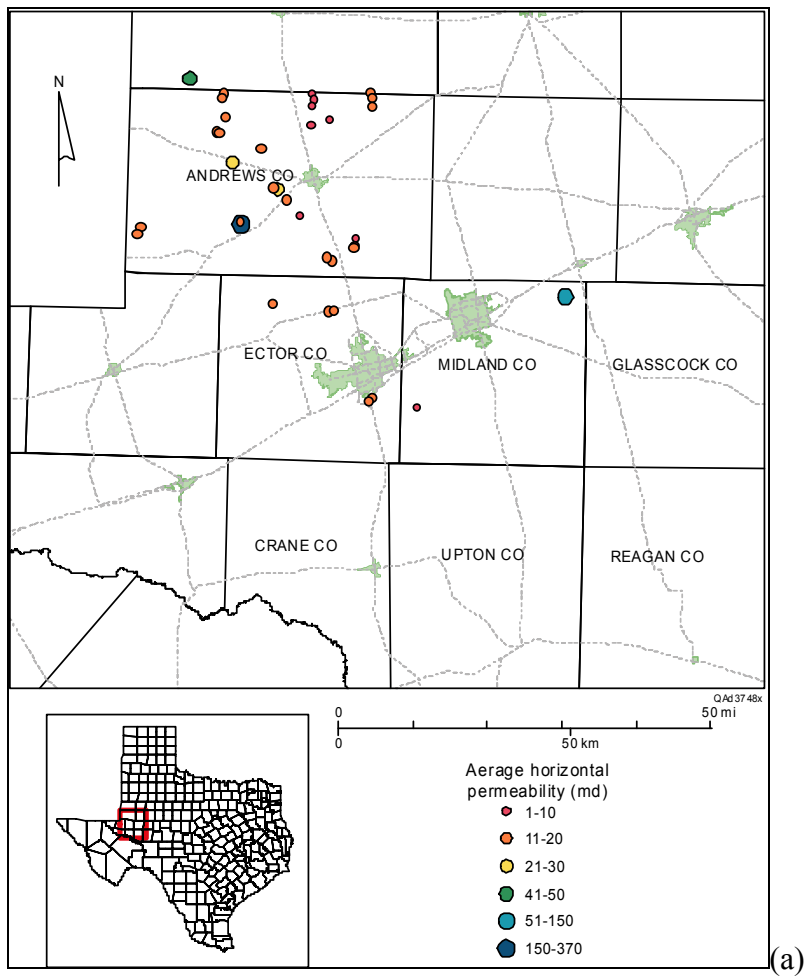 N
ANDREWS CO
ECTOR CO
MIDLAND CO
GLASSCOCK CO
CRANE CO
UPTON CO
REAGAN CO
QAd3748x
0 50 mi
0 50 km
Aerage horizontal
permeability (md)
1-10
11-20
21-30
41-50
51-150
150-370
(a)